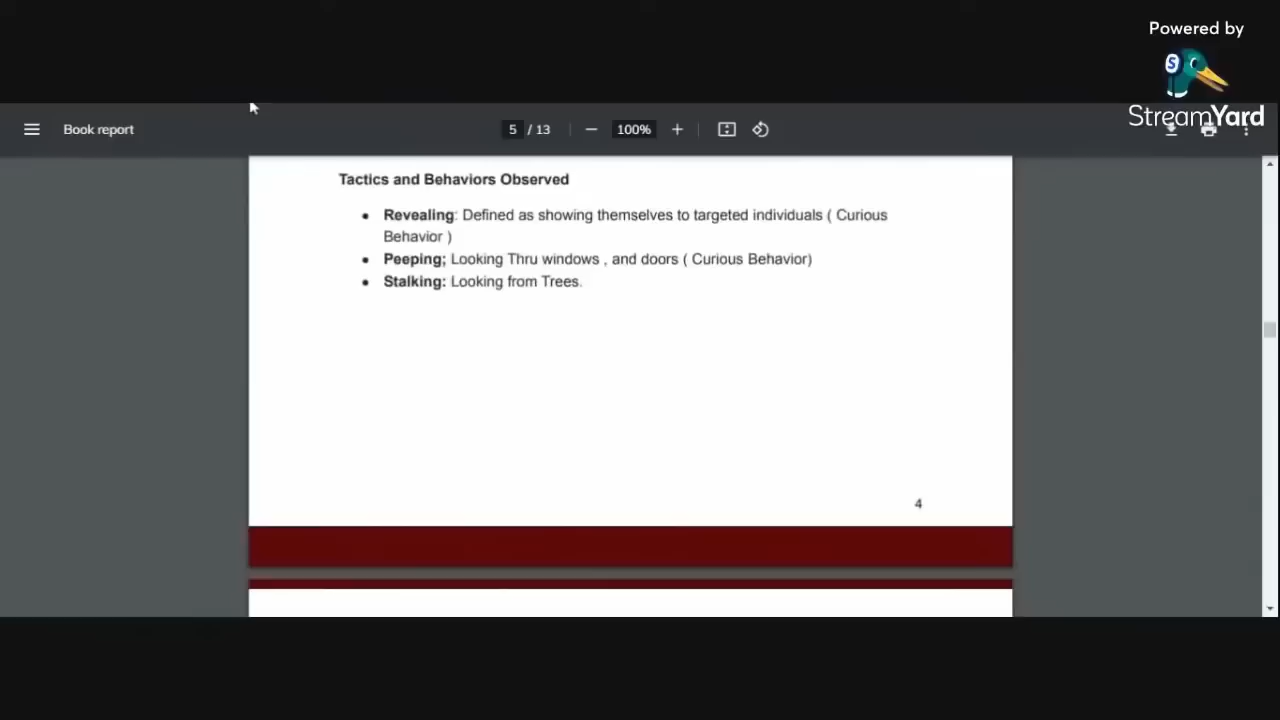 Powered by
S
StreamYard
Book report
5 / 13
100%
Tactics and Behaviors Observed
Revealing: Defined as showing themselves to targeted individuals ( Curious
Behavior )
Peeping; Looking Thru windows , and doors ( Curious Behavior)
Stalking: Looking from Trees.
4